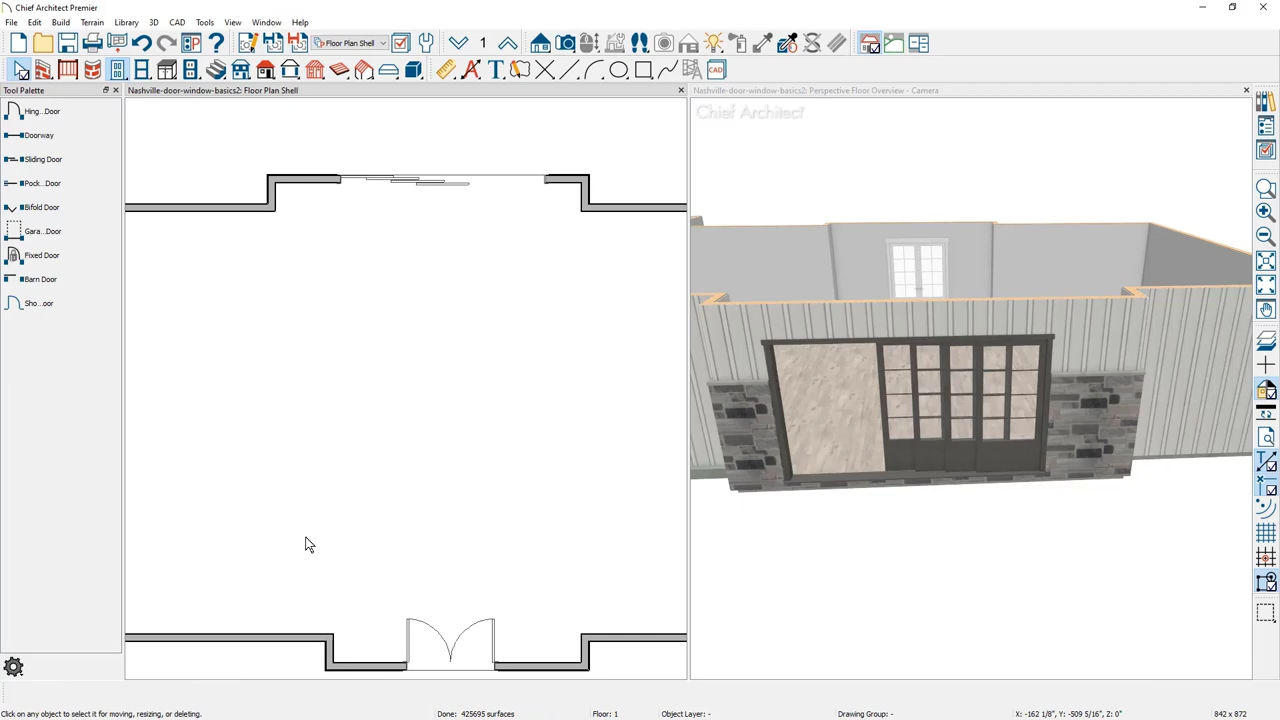 Chief Architect Premier
File Edit Build Terrain Library 3D CAD Tools View Window Help
Floor Plan Shell 1
CAD
Tool Palette
Nashville-door-window-basics2: Floor Plan Shell
Nashville-door-window-basics2: Perspective Floor Overview - Camera
Chief Architect
Hing...Door
Doorway
Sliding Door
Pock...Door
Bifold Door
Gara...Door
Fixed Door
Barn Door
Sho...oor
Click on any object to select it for moving, resizing, or deleting.
Done: 425695 surfaces
Floor: 1
Object Layer: -
Drawing Group: -
X: -162 1/8", Y: -509 5/16", Z: 0"
842 x 872